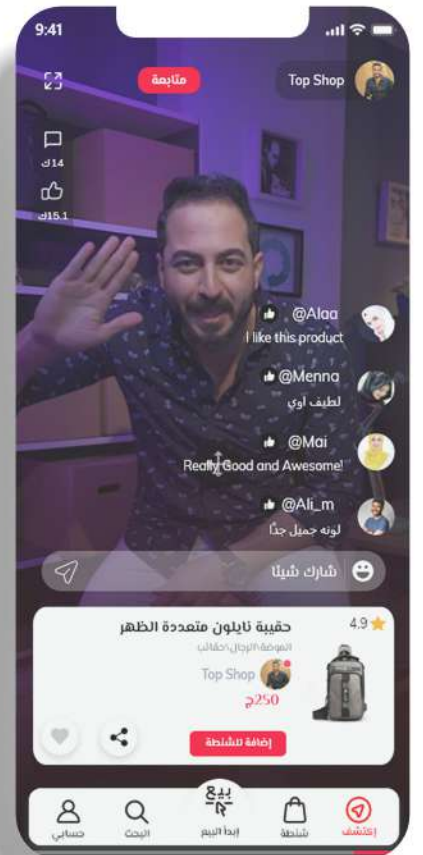 9:41
Top Shop
متابعة
14ك
15.1ك
@Alaa
I like this product
@Menna
لطيف اوي
@Mai
Really Good and Awesome!
@Ali_m
لونه جميل جدًا
شارك شيئا
4.9
حقيبة نايلون متعددة الظهر
الموضة\الرجال\حقائب
Top Shop
250ج
إضافة للشنطة
إكتشف
شنطة
بيع
إبدأ البيع
البحث
حسابي